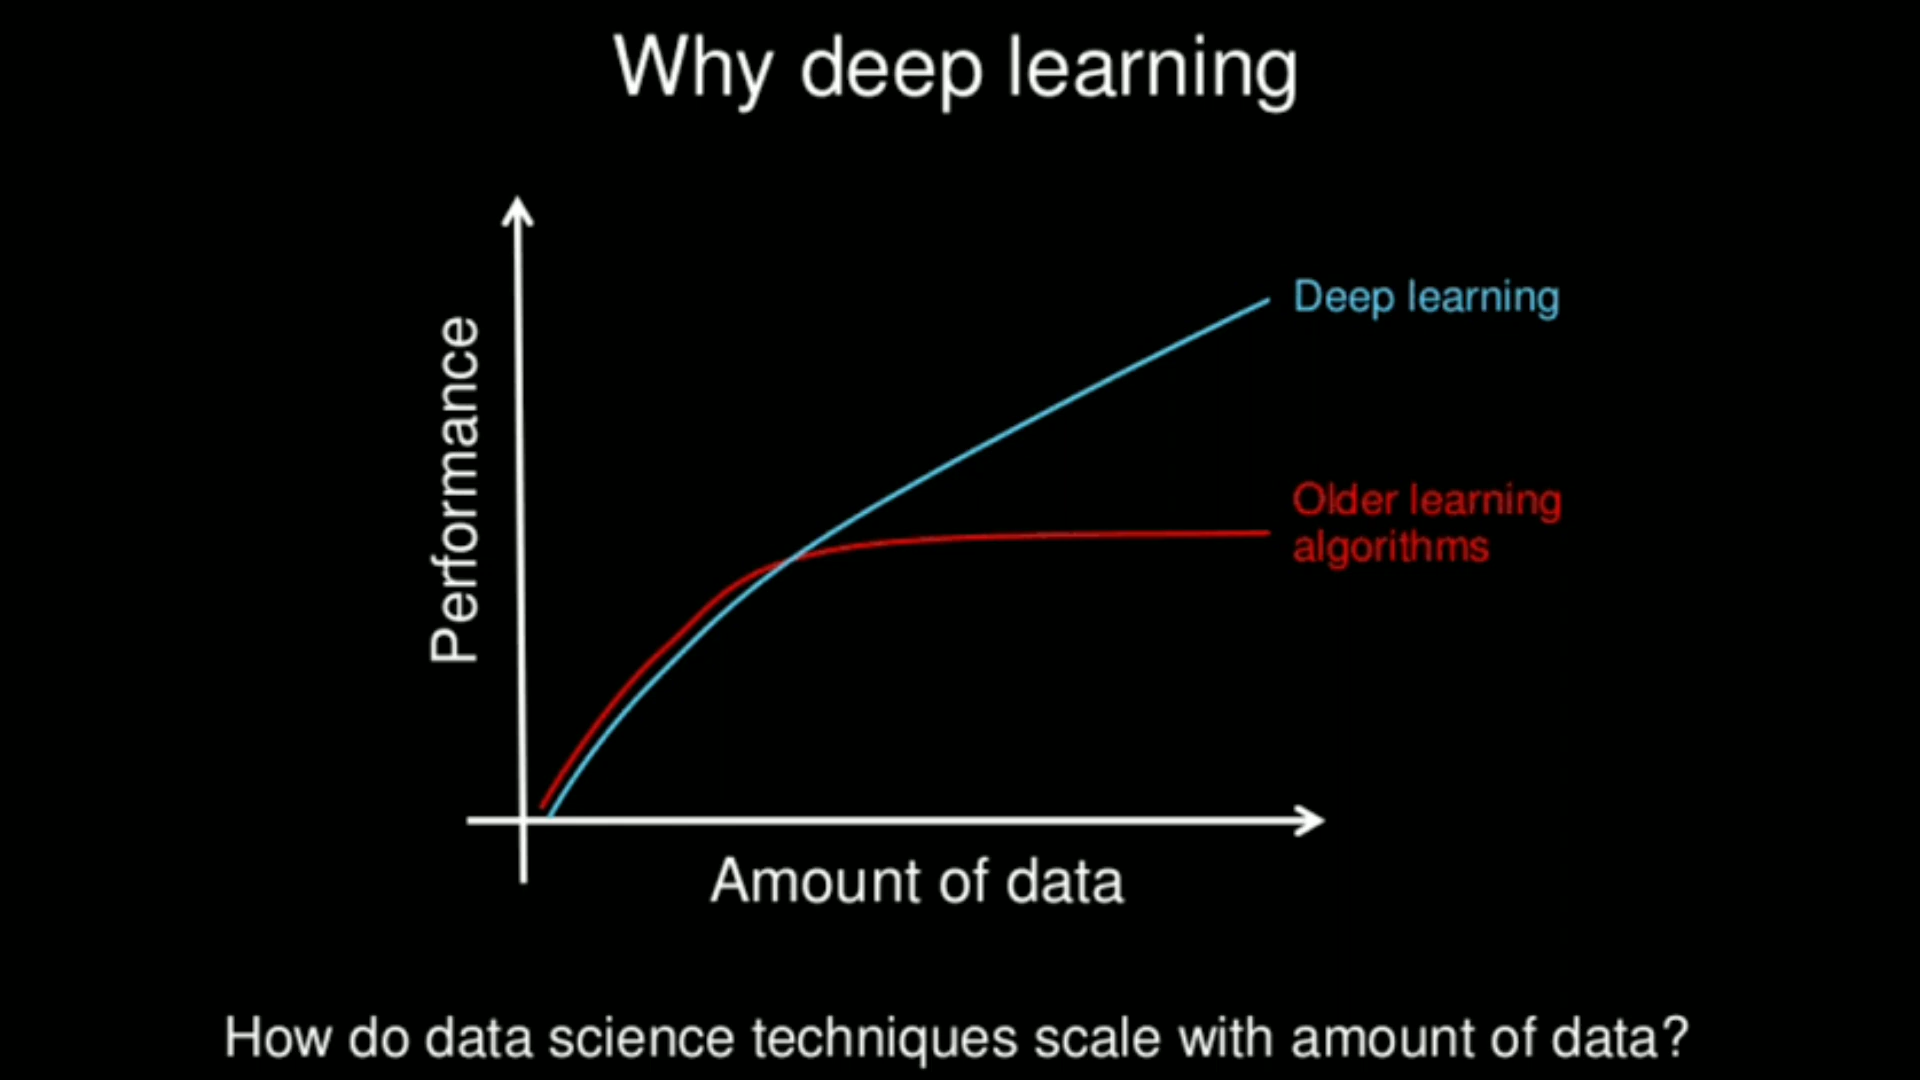 Why deep learning
Performance
Deep learning
Older learning
algorithms
Amount of data
How do data science techniques scale with amount of data?